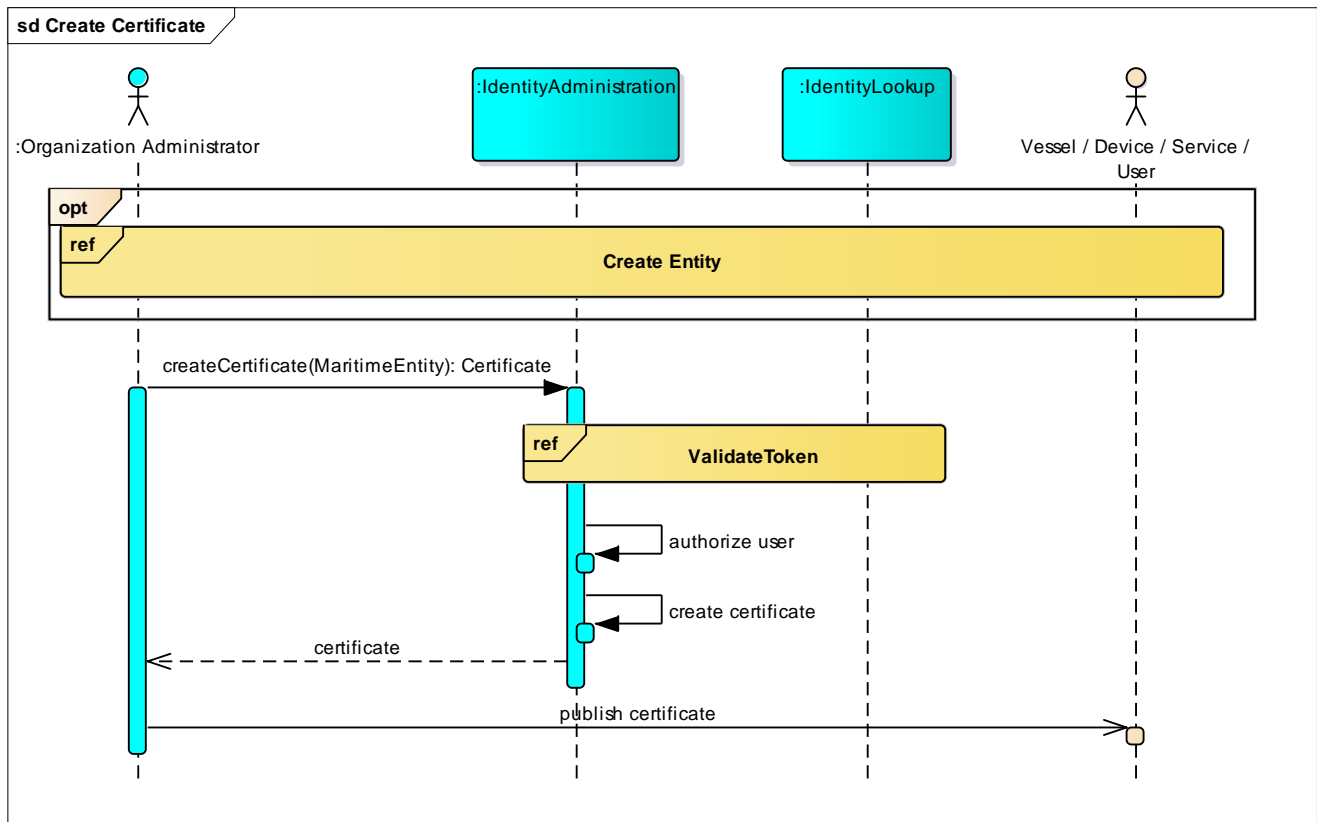 sd Create Certificate
:IdentityAdministration
:IdentityLookup
:Organization Administrator
Vessel / Device / Service /
User
opt
ref
Create Entity
createCertificate(MaritimeEntity): Certificate
ref
ValidateToken
authorize user
create certificate
certificate
publish certificate